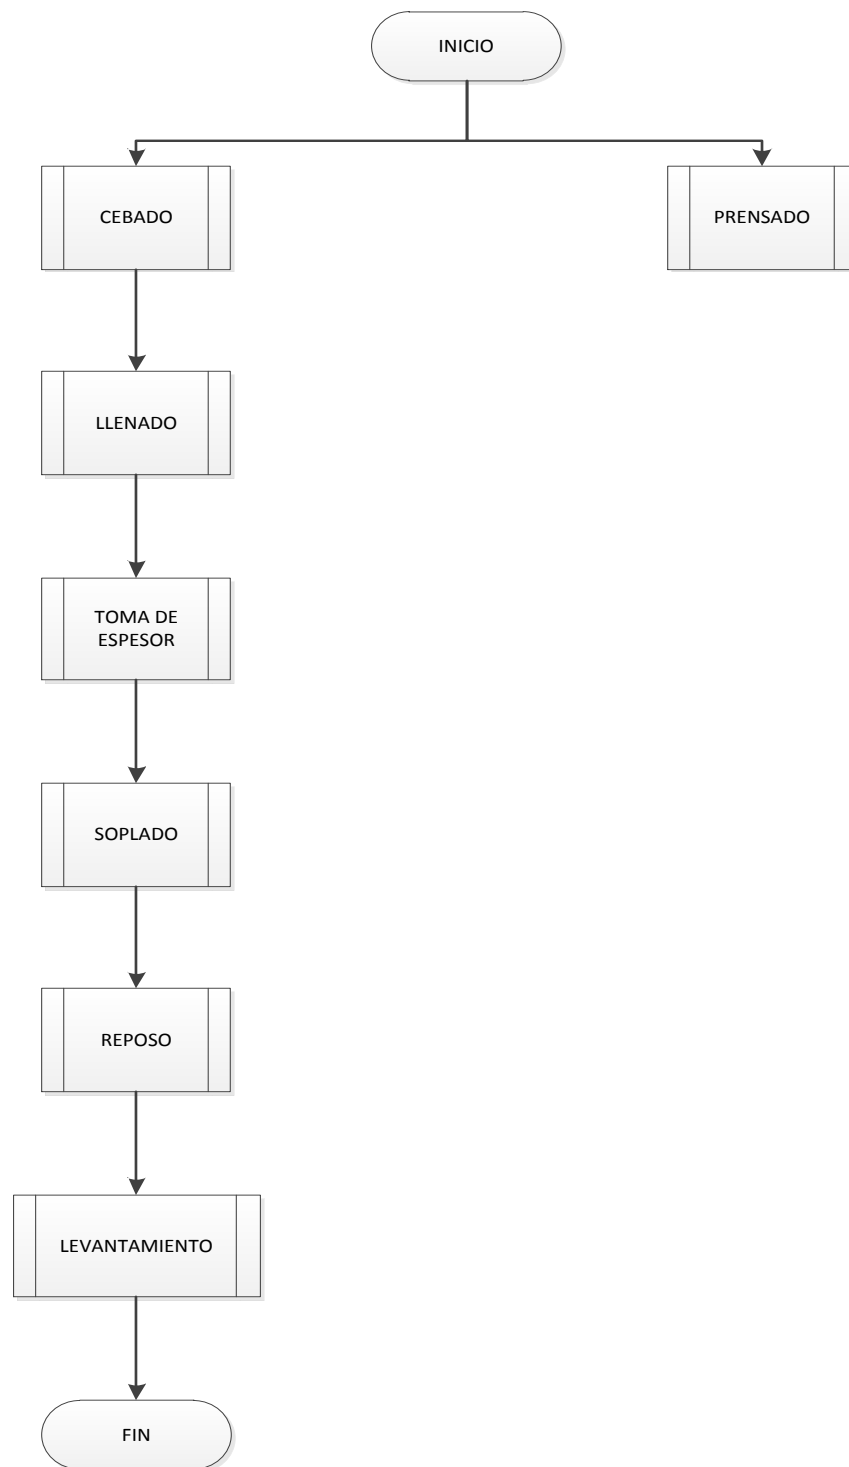 INICIO
CEBADO
PRENSADO
LLENADO
TOMA DE
ESPESOR
SOPLADO
REPOSO
LEVANTAMIENTO
FIN